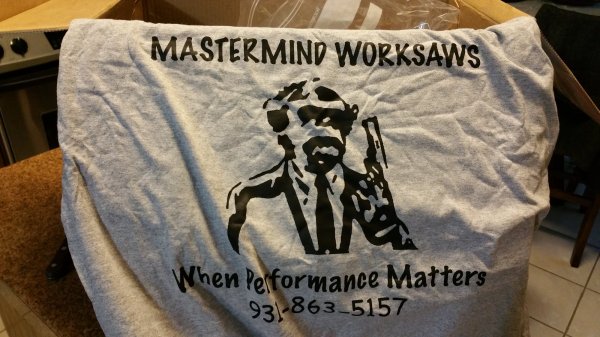 MASTERMIND WORKSAWS
When Performance Matters
931-863-5157